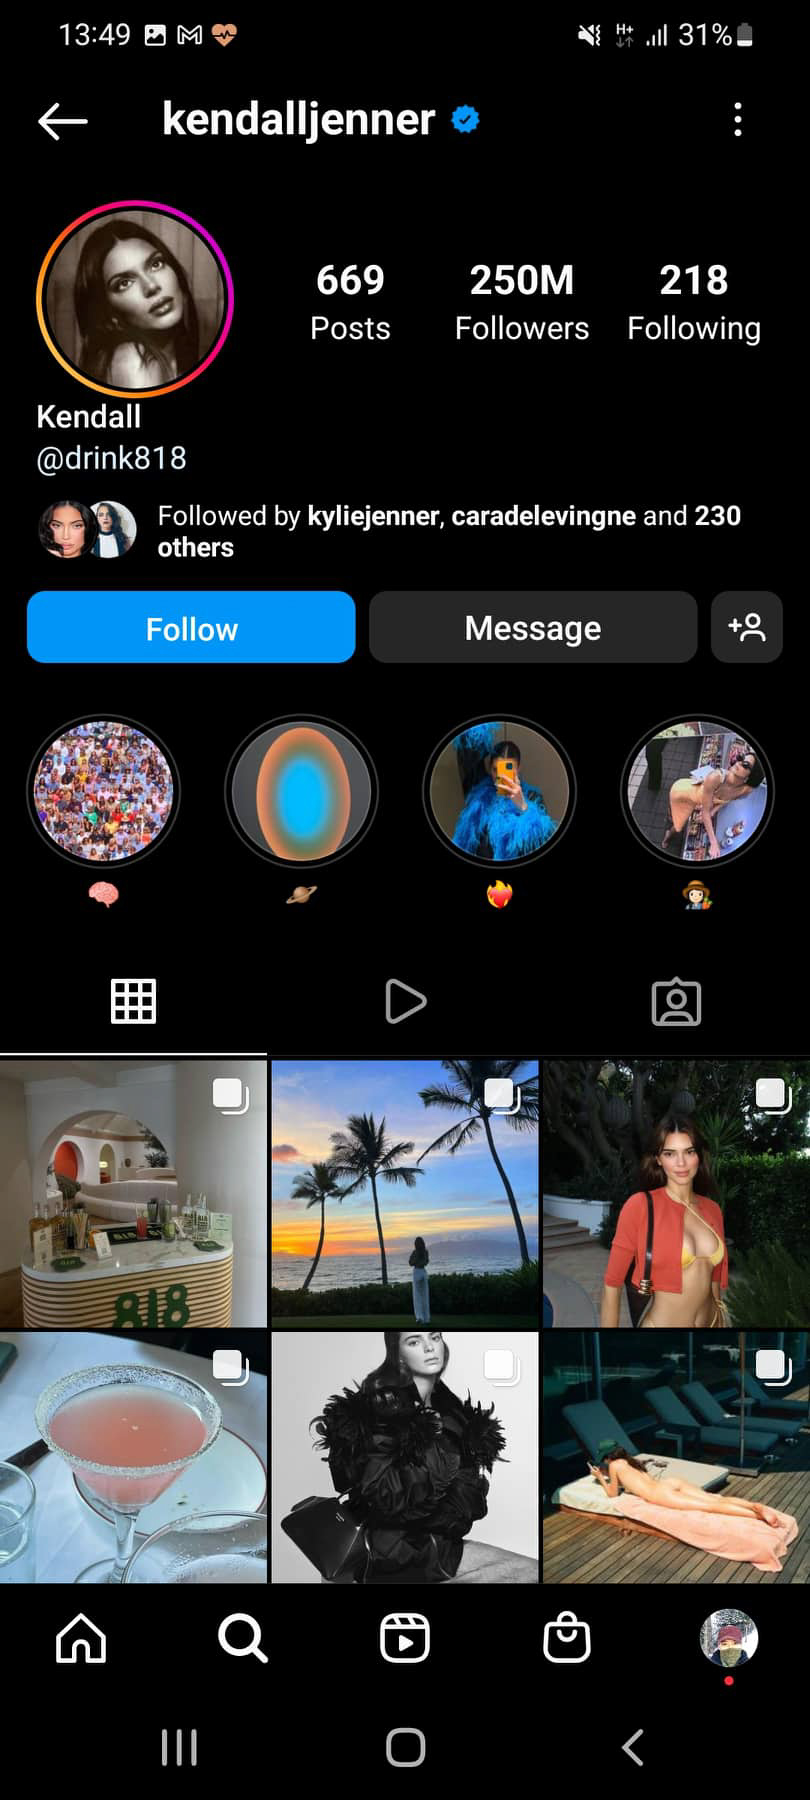 13:49 H+ 31%
kendalljenner
669 250M 218
Posts Followers Following
Kendall
@drink818
Followed by kyliejenner, caradelevingne and 230
others
Follow Message
818